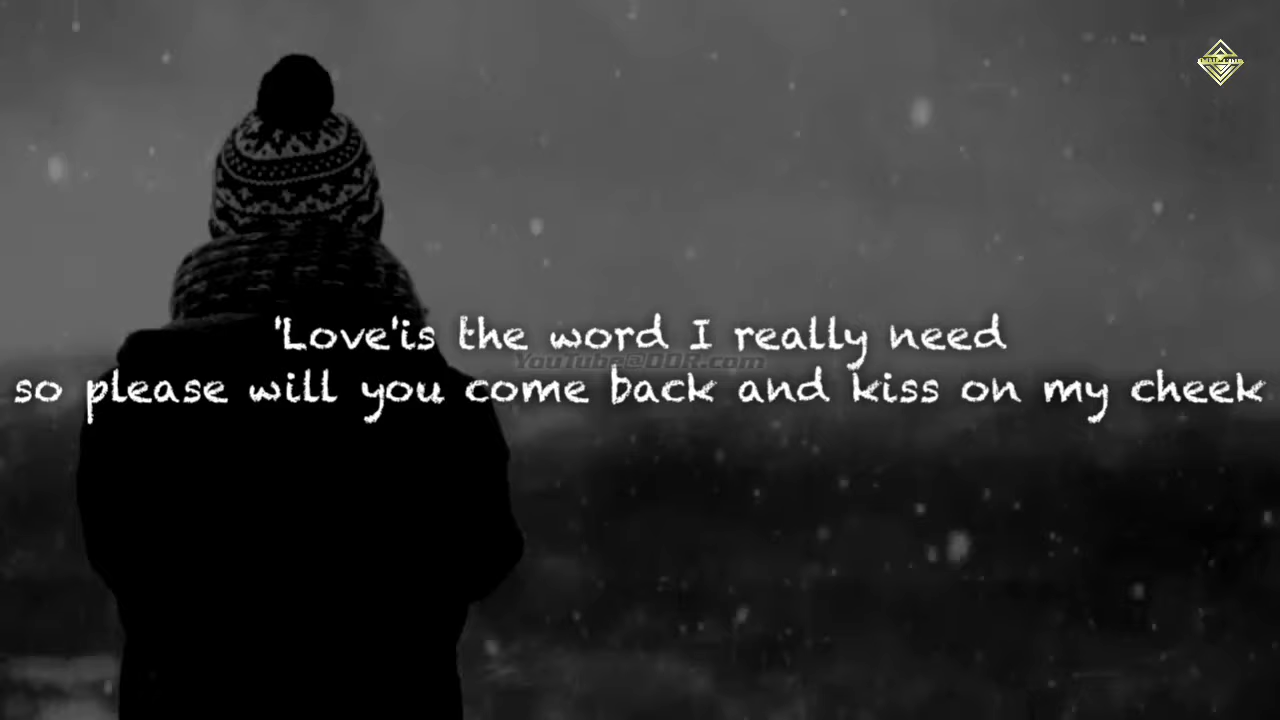 'Love'is the word I really need
YouTube@OOR.com
so please will you come back and kiss on my cheek